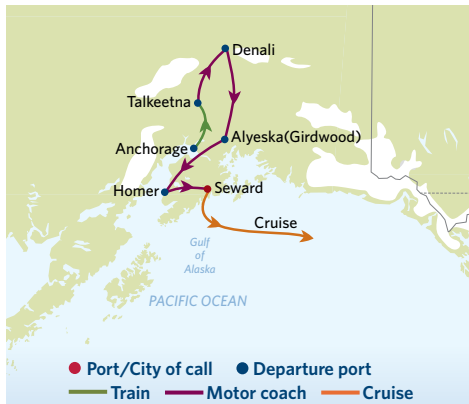 Denali
Talkeetna
Alyeska(Girdwood)
Anchorage
Homer
Seward
Cruise
Gulf
of
Alaska
PACIFIC OCEAN
Port/City of call
Departure port
Train
Motor coach
Cruise